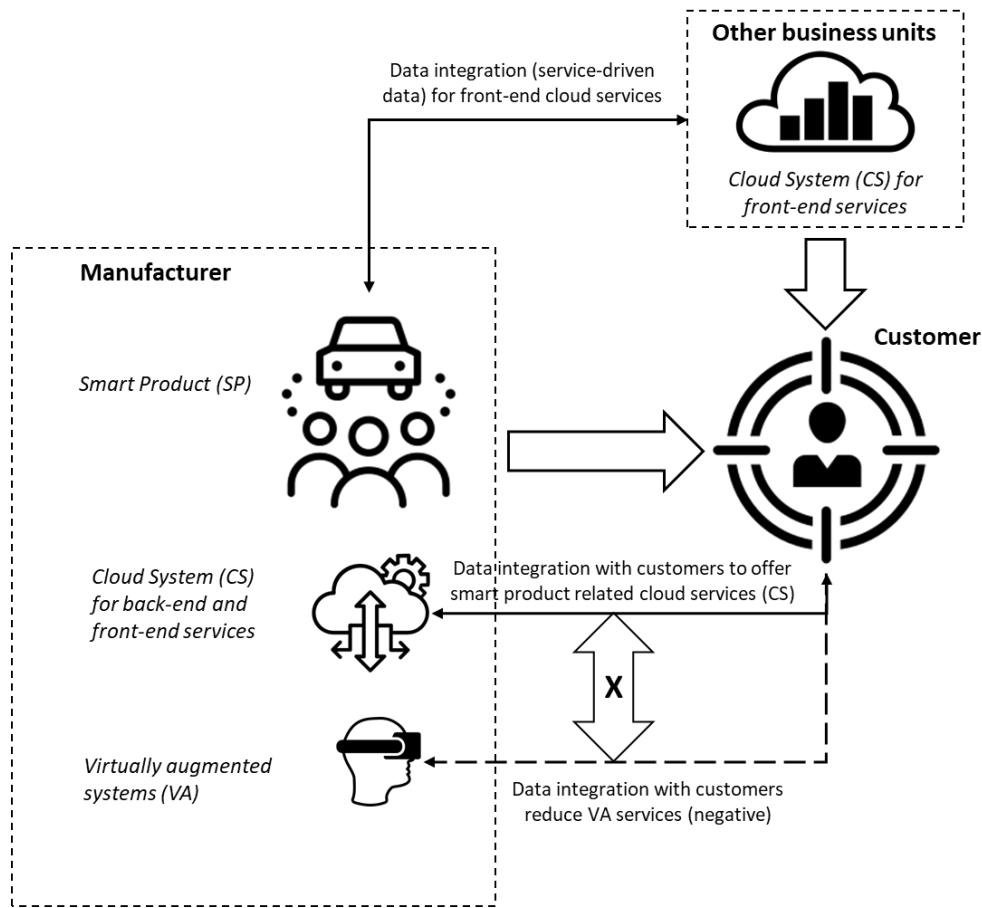 Other business units
Data integration (service-driven
data) for front-end cloud services
Cloud System (CS) for
front-end services
Manufacturer
Customer
Smart Product (SP)
Cloud System (CS)
for back-end and
front-end services
Data integration with customers to offer
smart product related cloud services (CS)
X
Virtually augmented
systems (VA)
Data integration with customers
reduce VA services (negative)